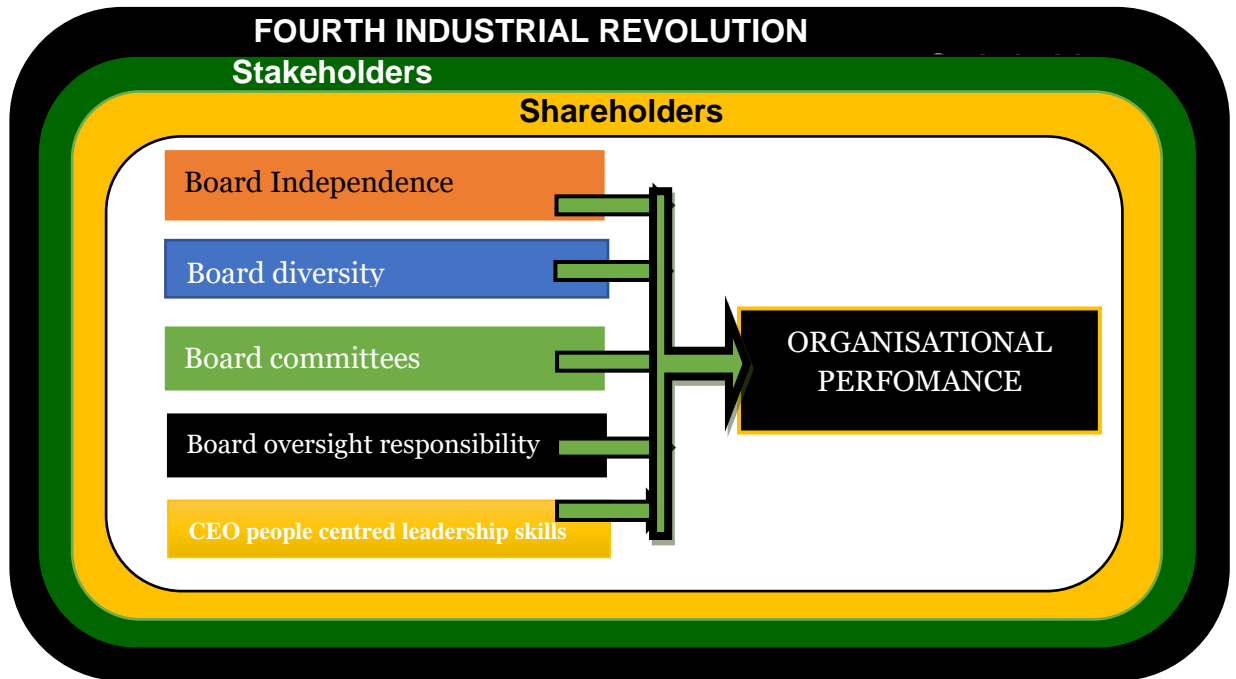 FOURTH INDUSTRIAL REVOLUTION
Stakeholders
Shareholders
Board Independence
Board diversity
Board committees
Board oversight responsibility
CEO people centred leadership skills
ORGANISATIONAL
PERFOMANCE